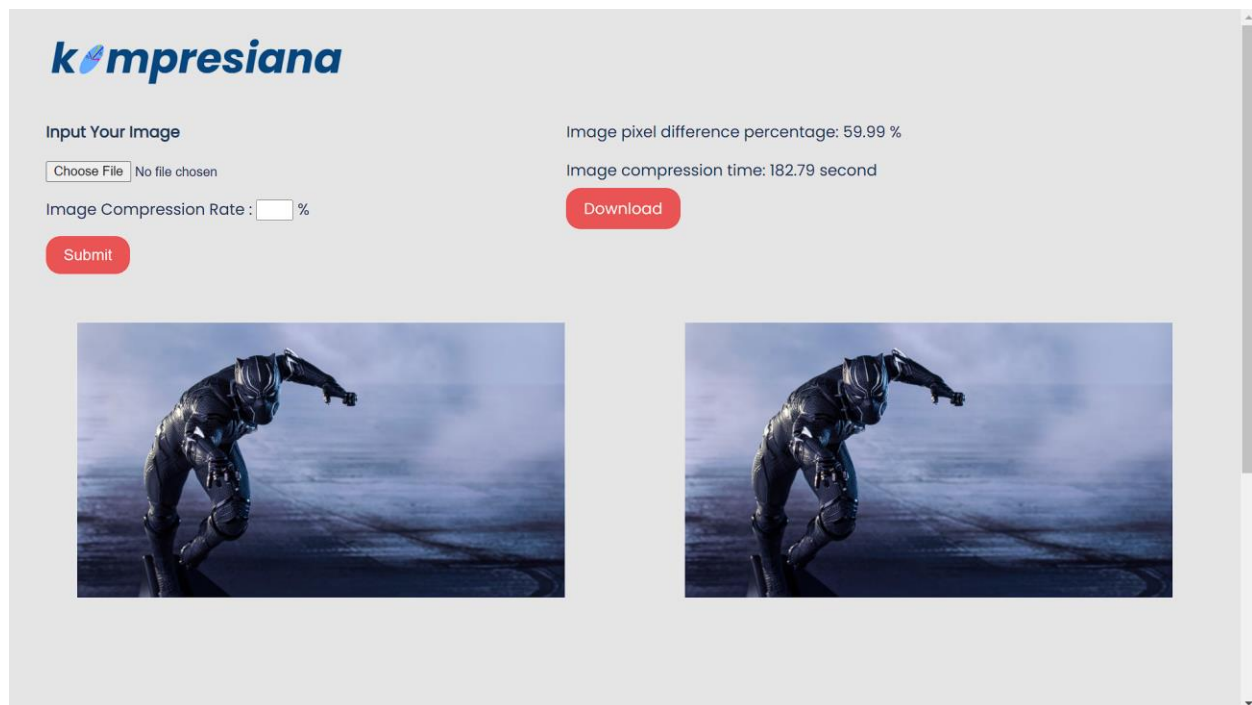 kompresiana
Input Your Image
Choose File No file chosen
Image Compression Rate : %
Submit
Image pixel difference percentage: 59.99 %
Image compression time: 182.79 second
Download